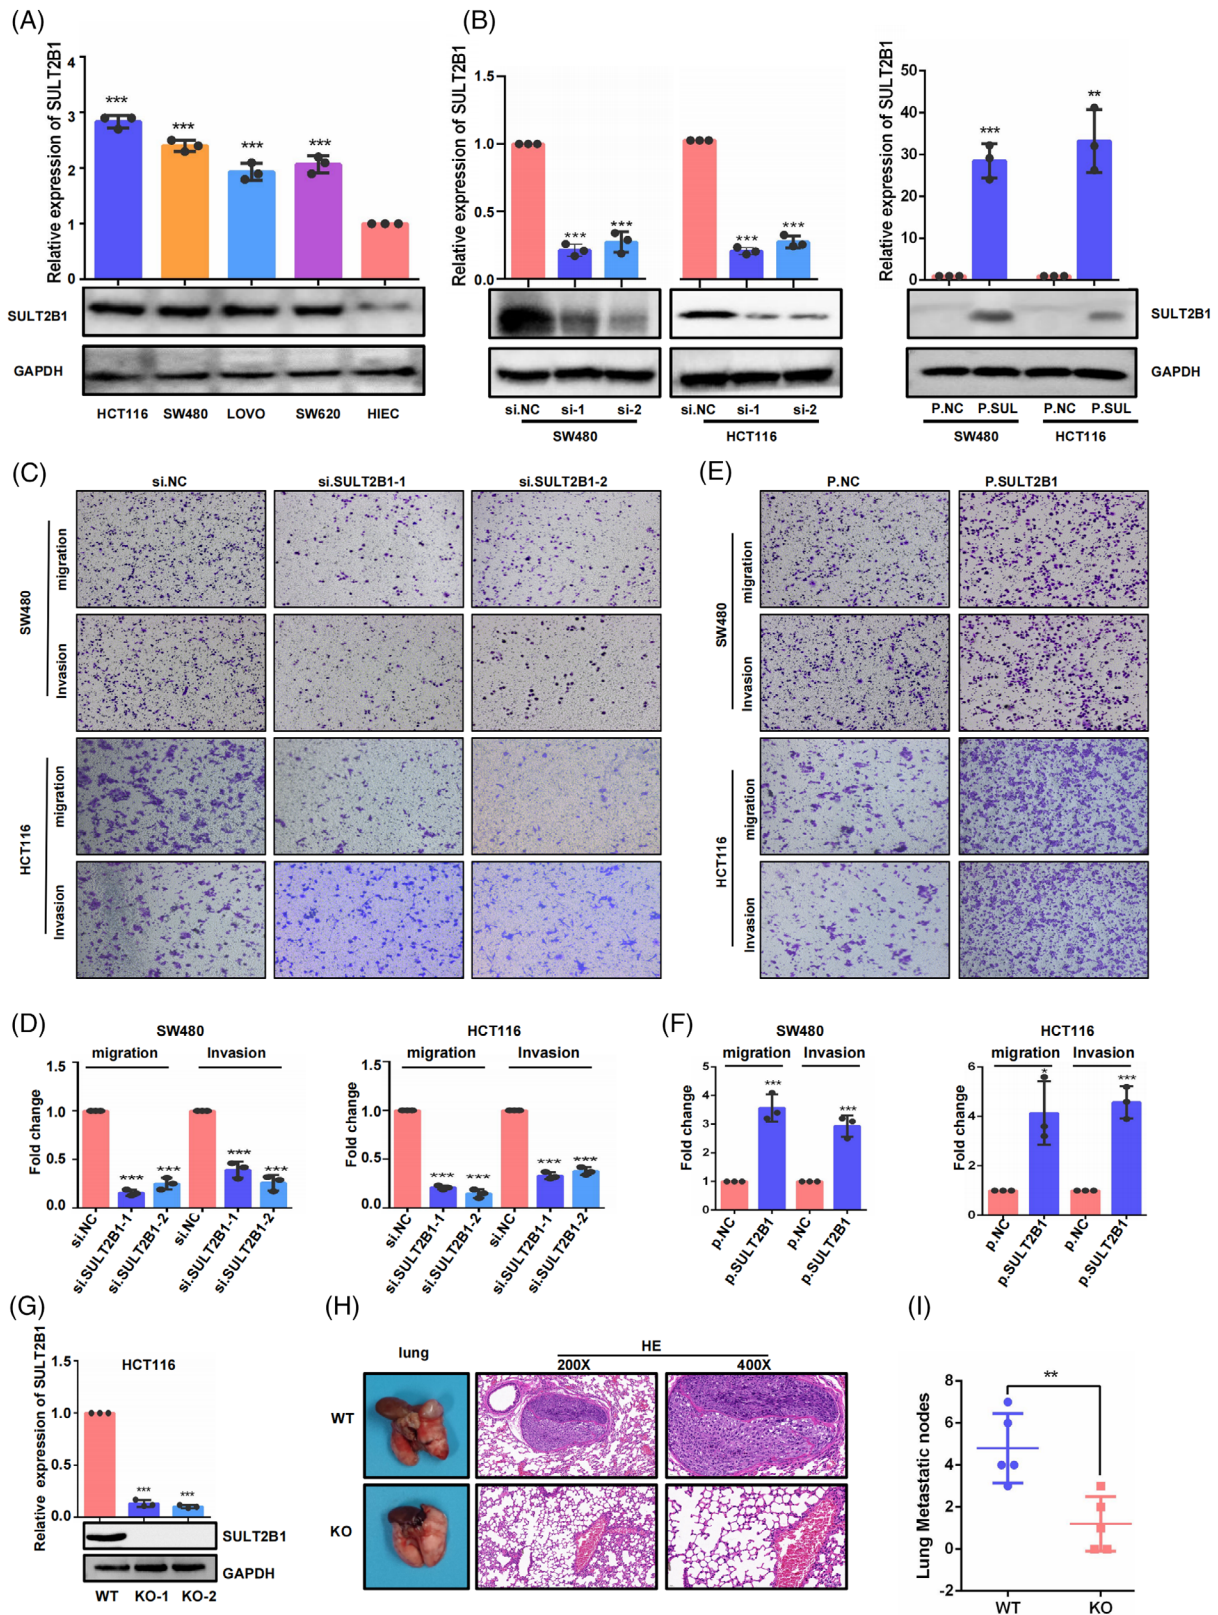 (A)
Relative expression of SULT2B1
4
3
2
1
0
***
***
***
***
SULT2B1
GAPDH
HCT116 SW480 LOVO SW620 HIEC
(B)
Relative expression of SULT2B1
1.5
1.0
0.5
0.0
***
***
***
***
si.NC si-1 si-2
SW480
si.NC si-1 si-2
HCT116
Relative expression of SULT2B1
50
40
30
20
10
0
***
**
SULT2B1
GAPDH
P.NC P.SUL P.NC P.SUL
SW480 HCT116
(C)
si.NC si.SULT2B1-1 si.SULT2B1-2
SW480
migration
Invasion
HCT116
migration
Invasion
(E)
P.NC P.SULT2B1
SW480
migration
Invasion
HCT116
migration
Invasion
(D)
SW480
migration Invasion
Fold change
1.5
1.0
0.5
0.0
***
***
***
***
si.NC
si.SULT2B1-1
si.SULT2B1-2
si.NC
si.SULT2B1-1
si.SULT2B1-2
HCT116
migration Invasion
Fold change
1.5
1.0
0.5
0.0
***
***
***
***
si.NC
si.SULT2B1-1
si.SULT2B1-2
si.NC
si.SULT2B1-1
si.SULT2B1-2
(F)
SW480
migration Invasion
Fold change
5
4
3
2
1
0
***
***
p.NC
p.SULT2B1
p.NC
p.SULT2B1
HCT116
migration Invasion
Fold change
6
4
2
0
*
***
p.NC
p.SULT2B1
p.NC
p.SULT2B1
(G)
HCT116
Relative expression of SULT2B1
1.5
1.0
0.5
0.0
***
***
SULT2B1
GAPDH
WT KO-1 KO-2
(H)
lung HE
200X 400X
WT
KO
(I)
Lung Metastatic nodes
8
6
4
2
0
-2
**
WT KO